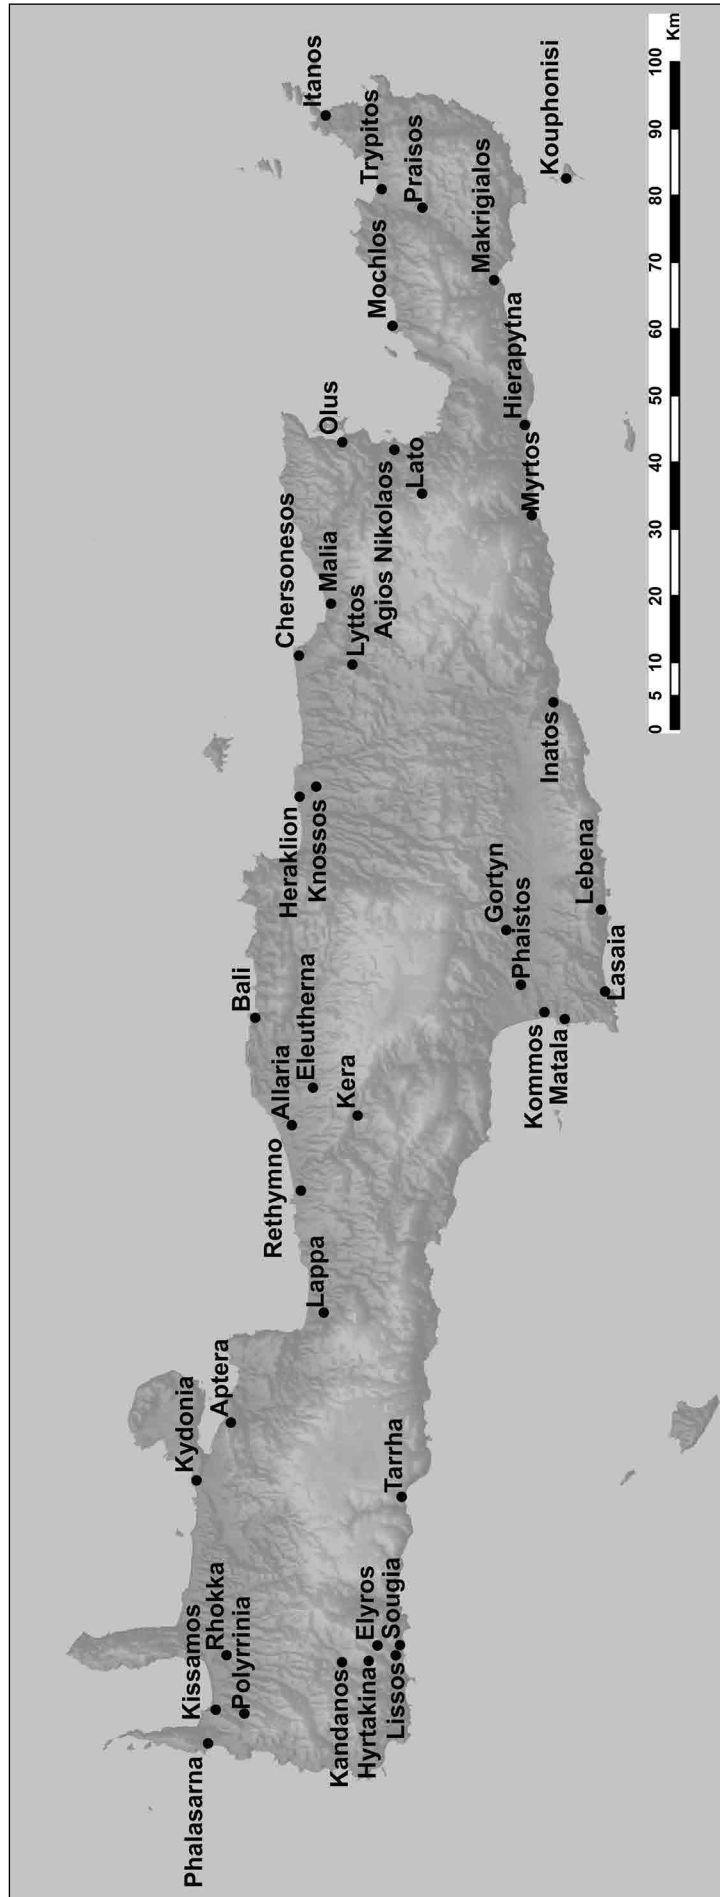 Phalasarna
Kissamos
Rhokka
Polyrrinia
Kydonia
Aptera
Kandanos
Hyrtakina
Elyros
Lissos
Sougia
Tarrha
Lappa
Rethymno
Allaria
Eleutherna
Kera
Bali
Heraklion
Knossos
Gortyn
Phaistos
Kommos
Matala
Lasaia
Lebena
Inatos
Chersonesos
Malia
Lyttos
Olus
Agios Nikolaos
Lato
Myrtos
Hierapytna
Mochlos
Makrigialos
Trypitos
Praisos
Itanos
Kouphonisi
0 5 10 20 30 40 50 60 70 80 90 100
Km